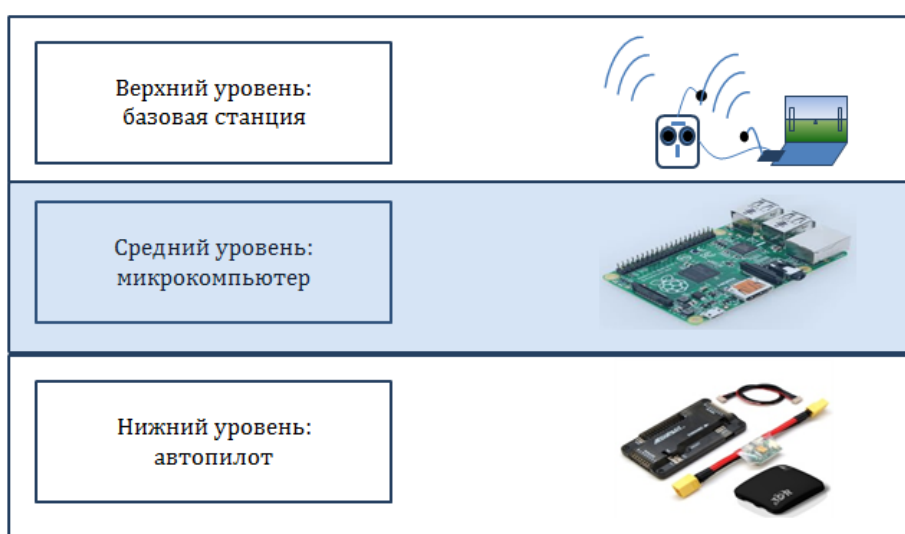 Верхний уровень:
базовая станция
Средний уровень:
микрокомпьютер
Нижний уровень:
автопилот